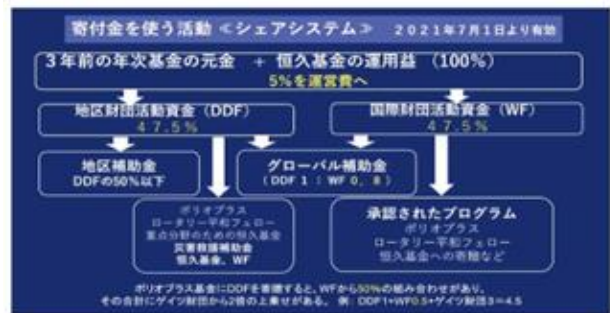 寄付金を使う活動 ≪シェアシステム≫ 2021年7月1日より有効
3年前の年次基金の元金 + 恒久基金の運用益 (100%)
5%を運営費へ
地区財団活動資金 (DDF)
47.5%
国際財団活動資金 (WF)
47.5%
地区補助金
DDFの50%以下
グローバル補助金
(DDF 1 : WF 0. 8)
ポリオプラス
ロータリー平和フェロー
重点分野のための恒久基金
災害救援補助金
恒久基金、WF
承認されたプログラム
ポリオプラス
ロータリー平和フェロー
恒久基金への寄贈など
ポリオプラス基金にDDFを寄贈すると、WFから50%の組み合わせがあり、
その合計にゲイツ財団から2倍の上乗せがある。 例: DDF1+WF0.5+ゲイツ財団3=4.5